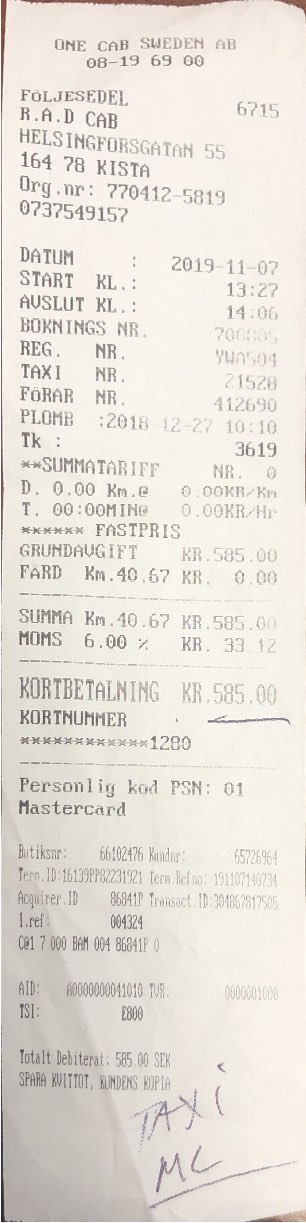 ONE CAB SWEDEN AB
08-19 69 00
FöLJESEDEL 6715
R.A.D CAB
HELSINGFORSGATAN 55
164 78 KISTA
Org.nr: 770412-5819
0737549157
DATUM : 2019-11-07
START KL.: 13:27
AVSLUT KL.: 14:06
BOKNINGS NR. 700805
REG. NR. YWA504
TAXI NR. 21528
FöRAR NR. 412690
PLOMB :2018-12-27 10:10
Tk : 3619
**SUMMATARIFF NR. 0
D. 0.00 Km.@ 0.00KR/Km
T. 00:00MIN@ 0.00KR/Hr
****** FASTPRIS
GRUNDAVGIFT KR.585.00
FäRD Km.40.67 KR. 0.00
SUMMA Km.40.67 KR.585.00
MOMS 6.00 % KR. 33.12
KORTBETALNING KR.585.00
KORTNUMMER
************1280
Personlig kod PSN: 01
Mastercard
Butiksnr: 66102476 Kundnr: 65726964
Term.ID:16139PP82231921 Term.Refno: 191107140734
Acquirer.ID 86841P Transact.ID:304867817505
I.ref: 004324
C@1 7 000 BAM 004 86841P 0
AID: A0000000041010 TVR: 0000001000
TSI: E800
Totalt Debiterat: 585.00 SEK
SPARA KVITTOT, KUNDENS KOPIA
TAXI
MC